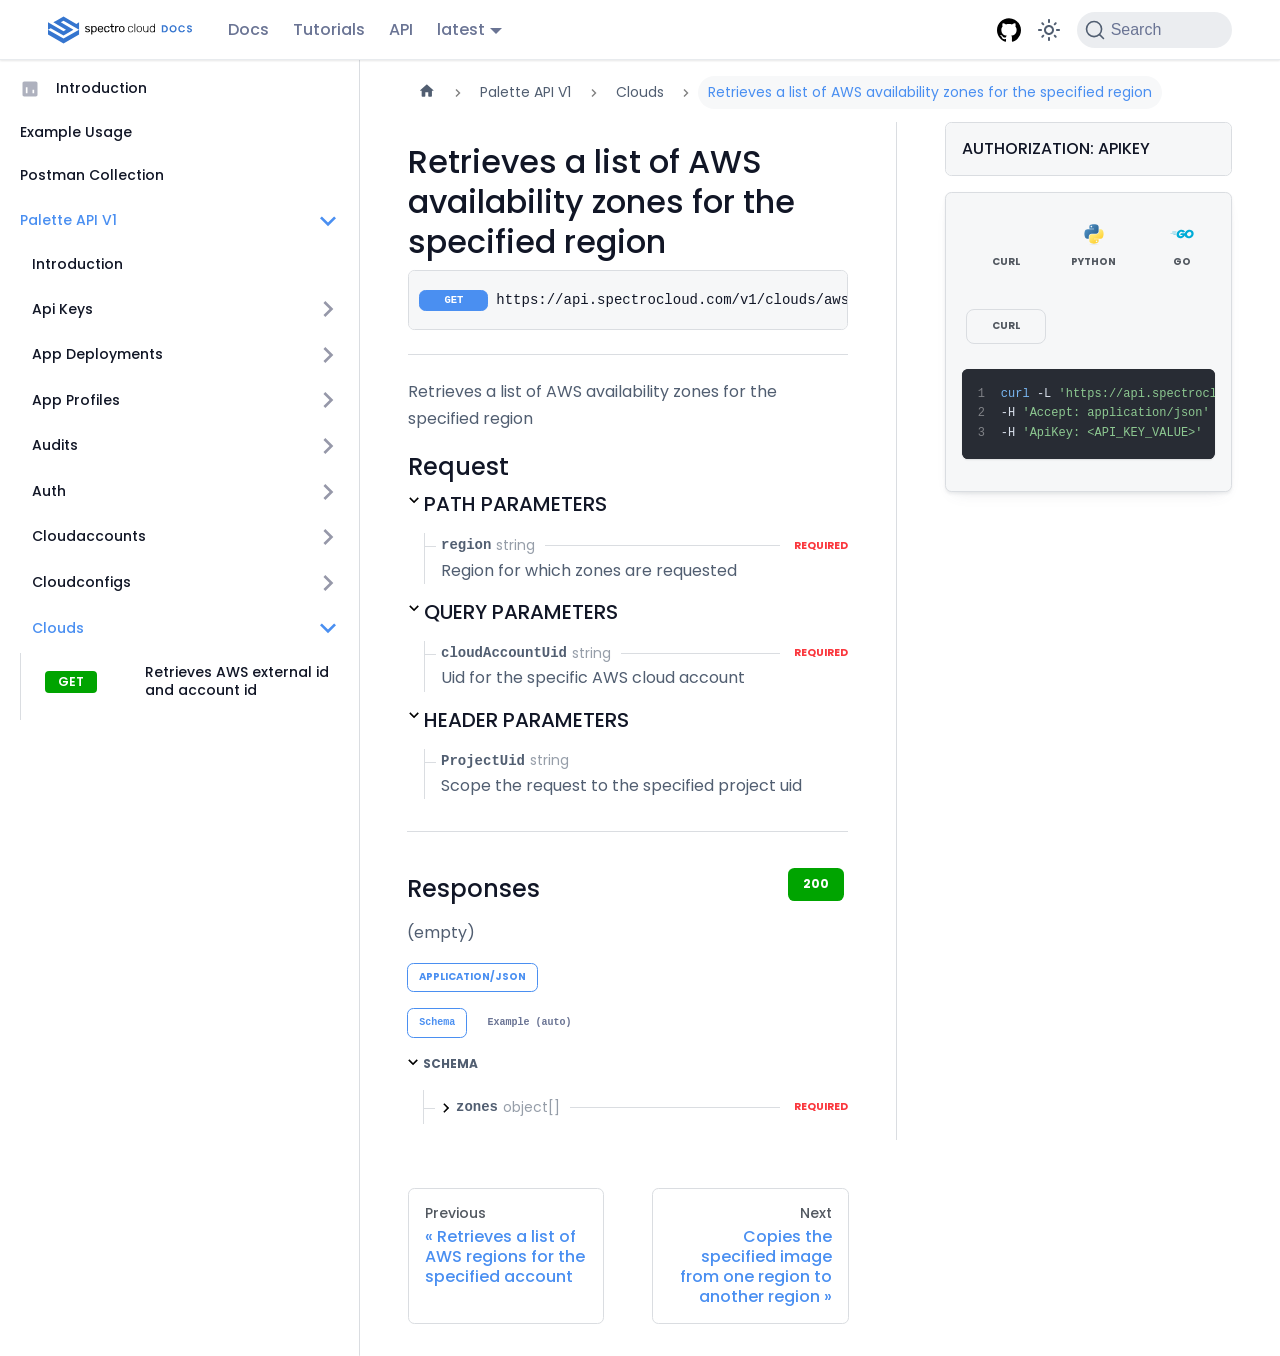 spectro cloud DOCS
Docs
Tutorials
API
latest
Search
Introduction
Example Usage
Postman Collection
Palette API V1
Introduction
Api Keys
App Deployments
App Profiles
Audits
Auth
Cloudaccounts
Cloudconfigs
Clouds
GET
Retrieves AWS external id
and account id
Palette API V1
Clouds
Retrieves a list of AWS availability zones for the specified region
Retrieves a list of AWS
availability zones for the
specified region
GET https://api.spectrocloud.com/v1/clouds/aws
Retrieves a list of AWS availability zones for the
specified region
Request
PATH PARAMETERS
region string REQUIRED
Region for which zones are requested
QUERY PARAMETERS
cloudAccountUid string REQUIRED
Uid for the specific AWS cloud account
HEADER PARAMETERS
ProjectUid string
Scope the request to the specified project uid
Responses
200
(empty)
APPLICATION/JSON
Schema
Example (auto)
SCHEMA
zones object[] REQUIRED
Previous
« Retrieves a list of
AWS regions for the
specified account
Next
Copies the
specified image
from one region to
another region »
AUTHORIZATION: APIKEY
CURL
PYTHON
GO
GO
CURL
1 curl -L 'https://api.spectrocl
2 -H 'Accept: application/json'
3 -H 'ApiKey: <API_KEY_VALUE>'